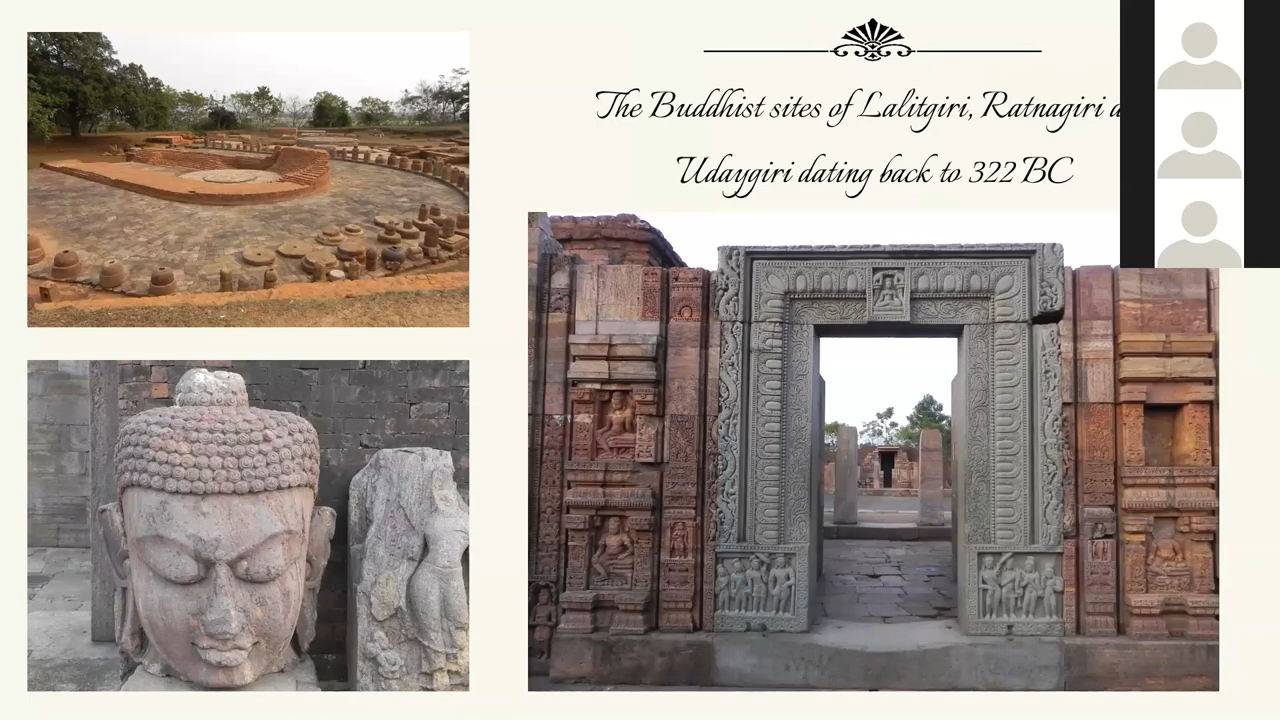 The Buddhist sites of Lalitgiri, Ratnagiri
Udaygiri dating back to 322 BC